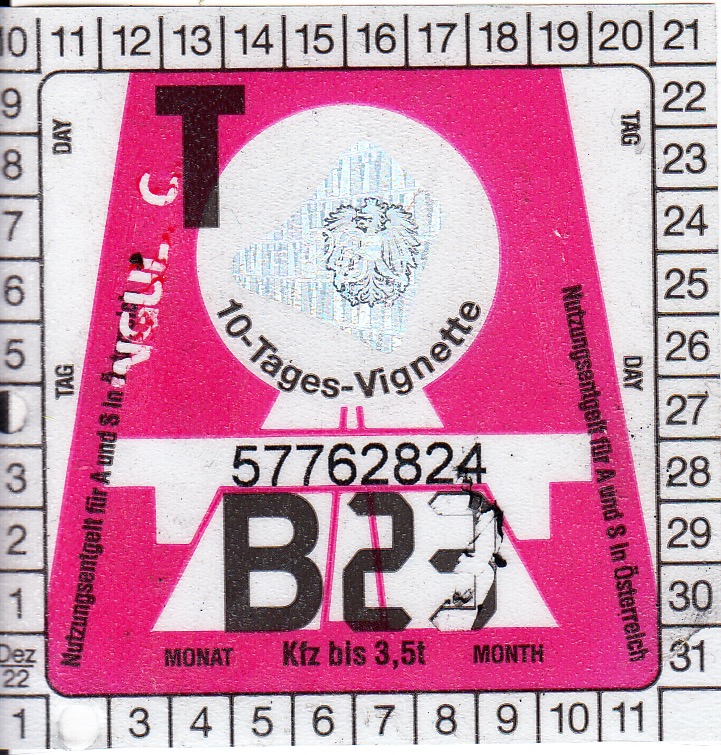 10 11 12 13 14 15 16 17 18 19 20 21
9 22
8 23
7 24
6 25
5 26
27
3 28
2 29
1 30
Dez 22 31
1 3 4 5 6 7 8 9 10 11
DAY
TAG
T
10-Tages-Vignette
TAG
DAY
Nutzungsentgelt für A und S in
Nutzungsentgelt für A und S in Österreich
57762824
B23
MONAT Kfz bis 3,5t MONTH